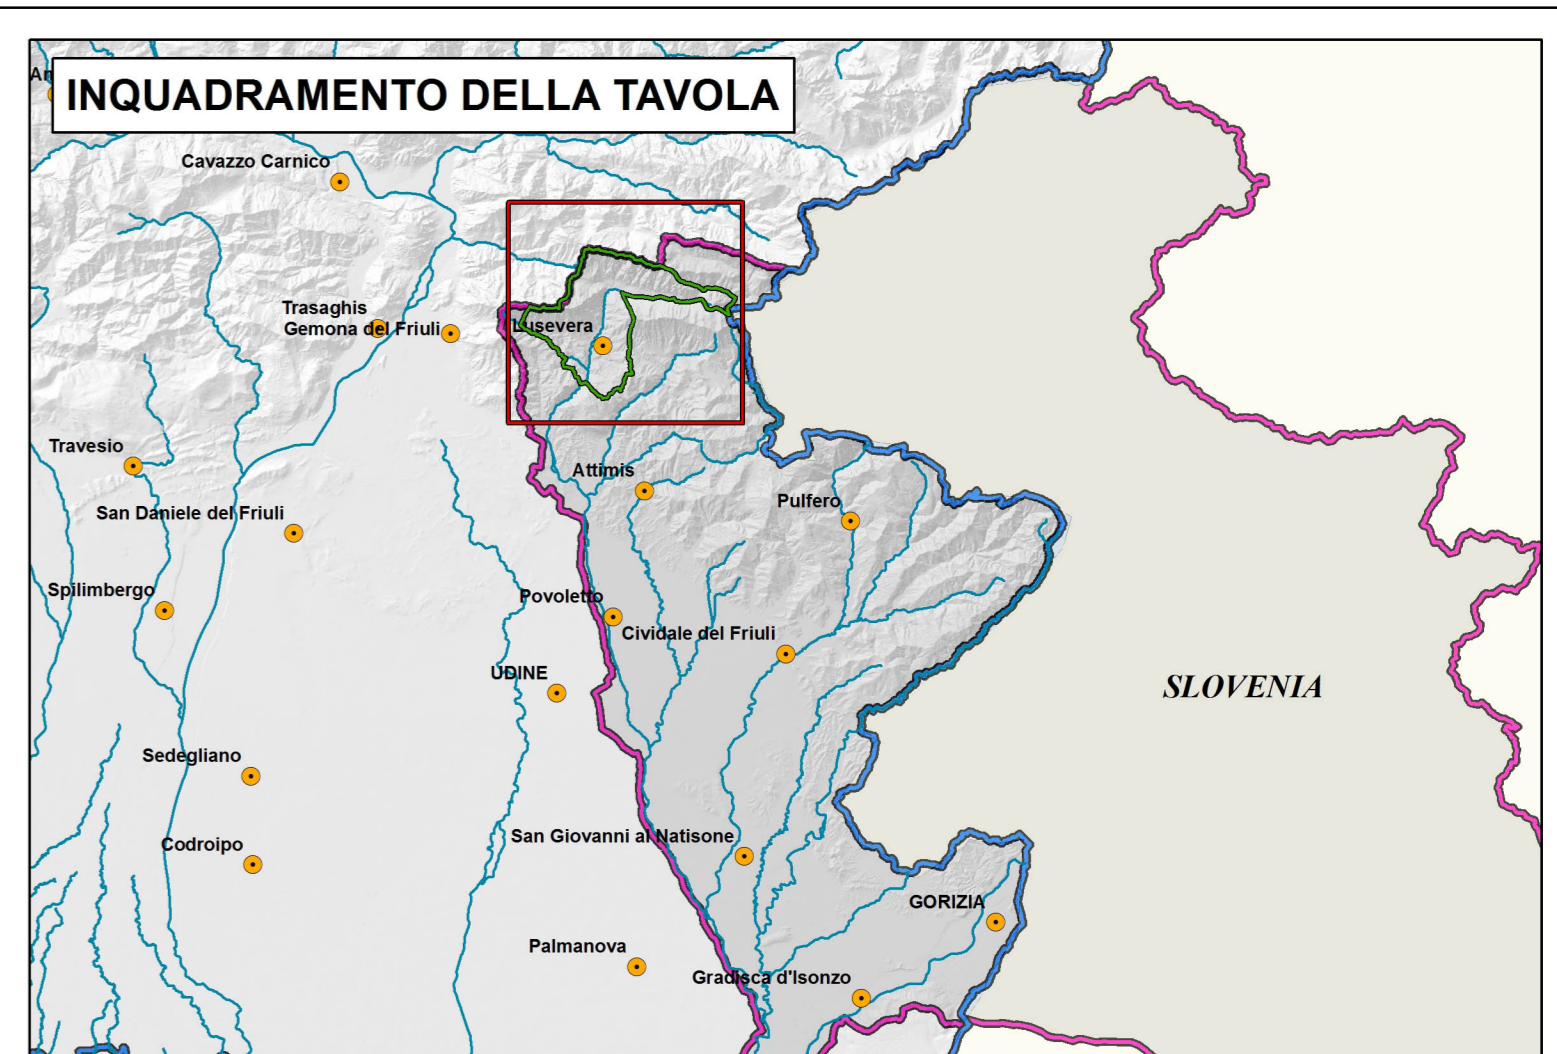 INQUADRAMENTO DELLA TAVOLA
Cavazzo Carnico
Trasaghis
Gemona del Friuli
Lusevera
Travesio
Attimis
Pulfero
San Daniele del Friuli
Spilimbergo
Povoletto
Cividale del Friuli
UDINE
SLOVENIA
Sedegliano
San Giovanni al Natisone
Codroipo
GORIZIA
Palmanova
Gradisca d'Isonzo